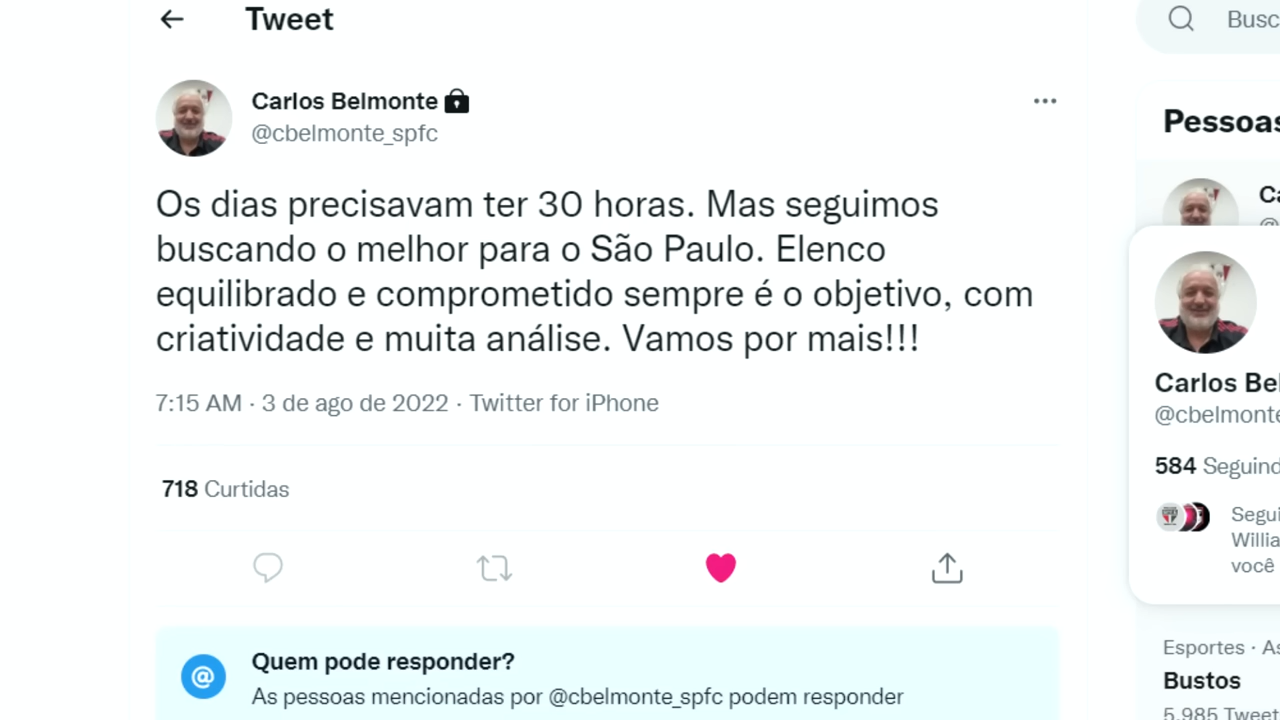 Tweet
Carlos Belmonte
@cbelmonte_spfc
Os dias precisavam ter 30 horas. Mas seguimos
buscando o melhor para o São Paulo. Elenco
equilibrado e comprometido sempre é o objetivo, com
criatividade e muita análise. Vamos por mais!!!
7:15 AM · 3 de ago de 2022 · Twitter for iPhone
718 Curtidas
Quem pode responder?
As pessoas mencionadas por @cbelmonte_spfc podem responder
Busc
Pessoas
Ca
@
Carlos Bel
@cbelmonte
584 Seguind
Segui
Willia
você
Esportes · As
Bustos
5.985 Tweet